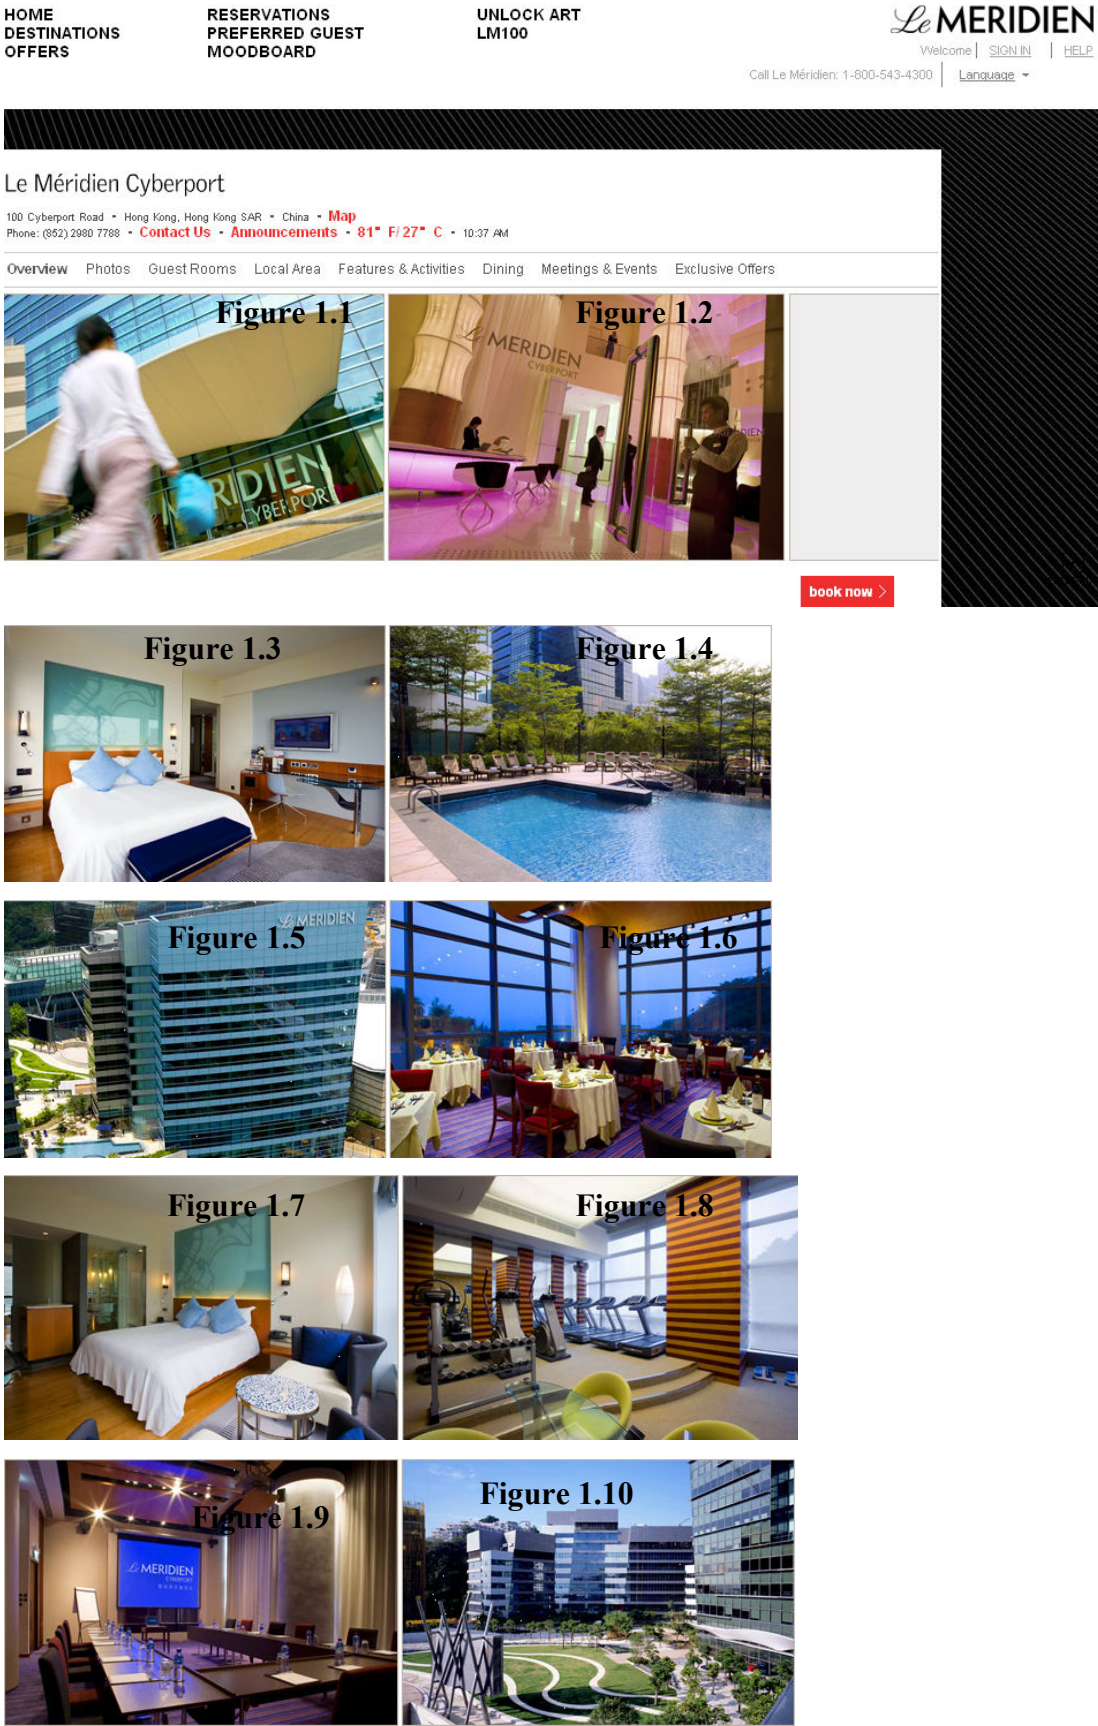 HOME
DESTINATIONS
OFFERS
RESERVATIONS
PREFERRED GUEST
MOODBOARD
UNLOCK ART
LM100
Le MERIDIEN
Welcome | SIGN IN | HELP
Call Le Méridien: 1-800-543-4300 | Language
Le Méridien Cyberport
100 Cyberport Road • Hong Kong, Hong Kong SAR • China • Map
Phone: (852) 2980 7788 • Contact Us • Announcements • 81° F/27° C • 10:37 AM
Overview Photos Guest Rooms Local Area Features & Activities Dining Meetings & Events Exclusive Offers
Figure 1.1
RIDIEN
CYBERPORT
Figure 1.2
Le MERIDIEN
CYBERPORT
book now >
Figure 1.3
Figure 1.4
Figure 1.5
Le MERIDIEN
Figure 1.6
Figure 1.7
Figure 1.8
Figure 1.9
Le MERIDIEN
CYBERPORT
Figure 1.10